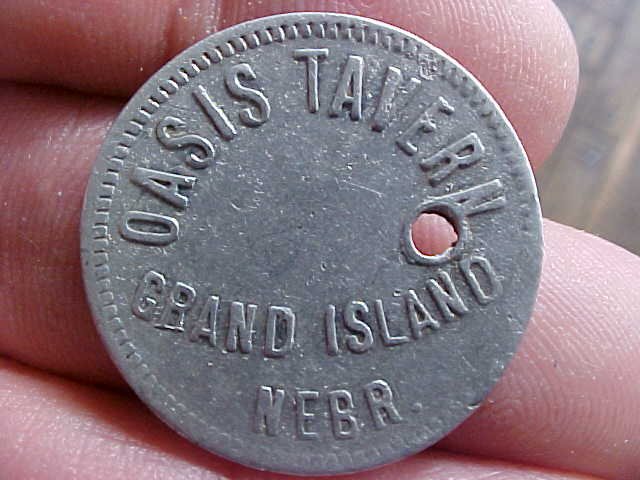 OASIS TAVERN
GRAND ISLAND
NEBR.